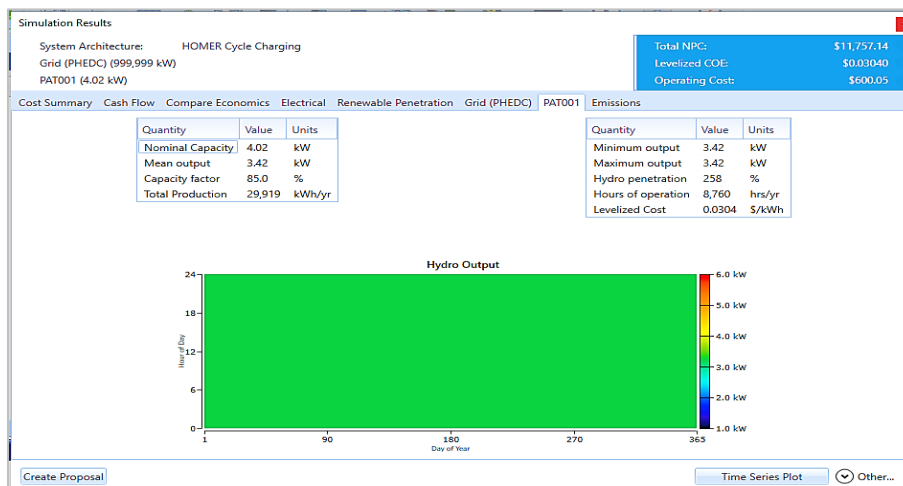 Simulation Results
System Architecture: HOMER Cycle Charging
Grid (PHEDC) (999,999 kW)
PAT001 (4.02 kW)
Total NPC: $11,757.14
Levelized COE: $0.03040
Operating Cost: $600.05
Cost Summary Cash Flow Compare Economics Electrical Renewable Penetration Grid (PHEDC) PAT001 Emissions
Quantity Value Units
Nominal Capacity 4.02 kW
Mean output 3.42 kW
Capacity factor 85.0 %
Total Production 29,919 kWh/yr
Quantity Value Units
Minimum output 3.42 kW
Maximum output 3.42 kW
Hydro penetration 258 %
Hours of operation 8,760 hrs/yr
Levelized Cost 0.0304 $/kWh
Hydro Output
Hour of Day
24
18
12
6
0
1 90 180 270 365
Day of Year
6.0 kW
5.0 kW
4.0 kW
3.0 kW
2.0 kW
1.0 kW
Create Proposal
Time Series Plot
Other...